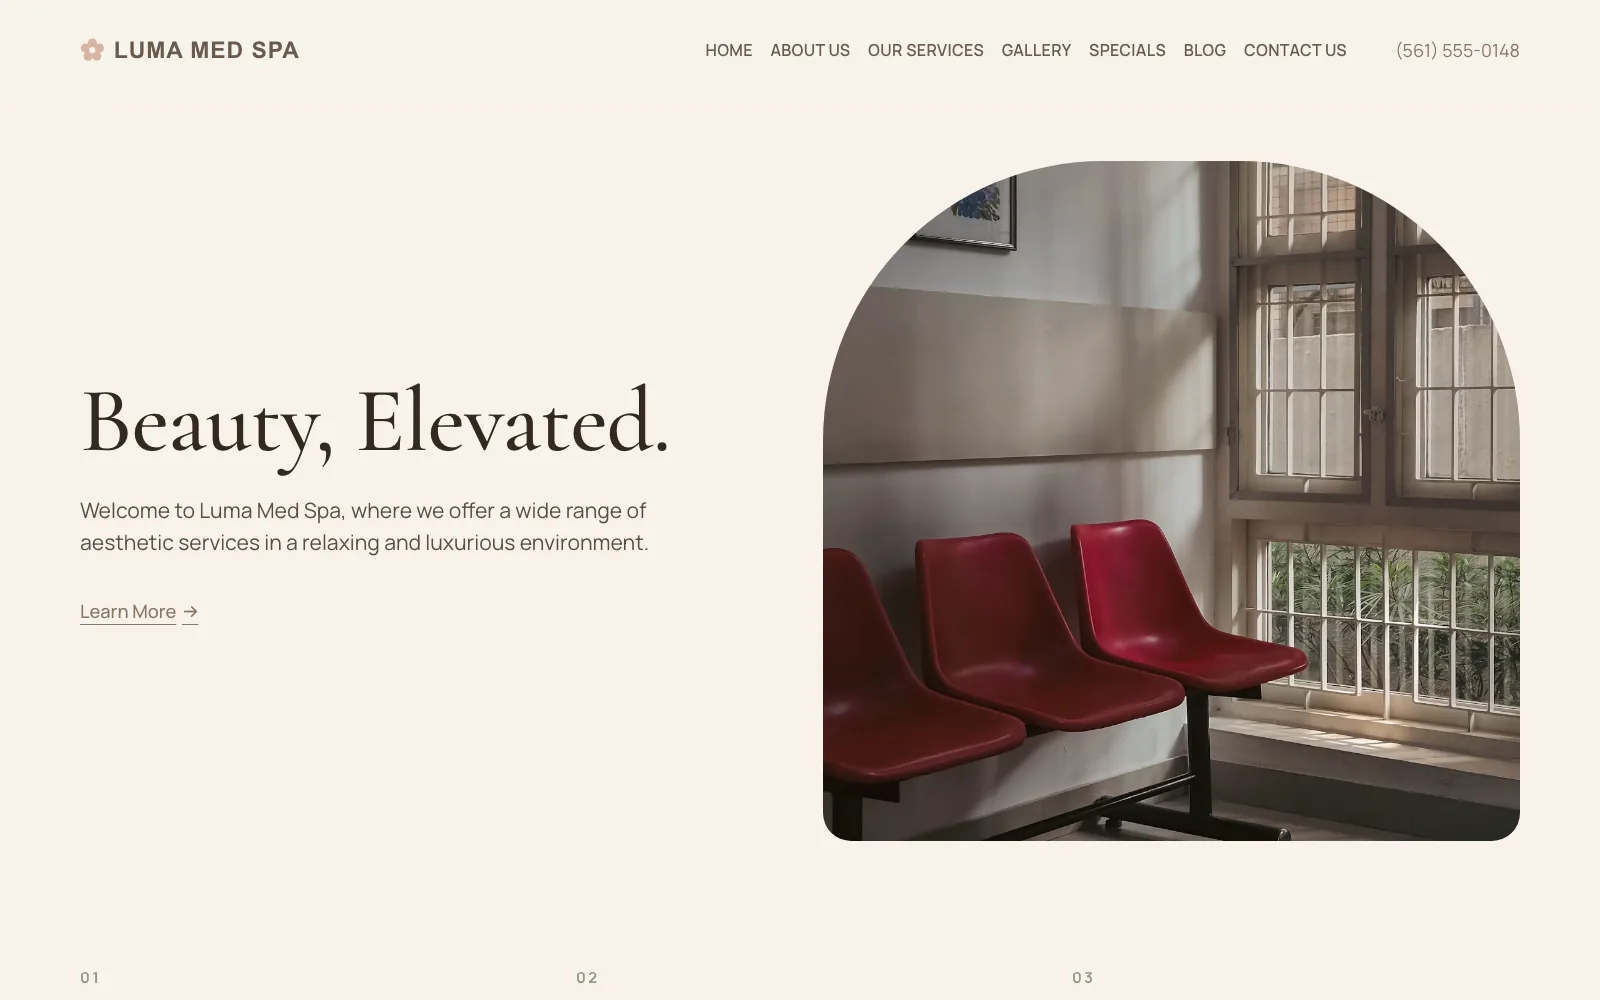 LUMA MED SPA
HOME ABOUT US OUR SERVICES GALLERY SPECIALS BLOG CONTACT US (561) 555-0148
Beauty, Elevated.
Welcome to Luma Med Spa, where we offer a wide range of
aesthetic services in a relaxing and luxurious environment.
Learn More →
01 02 03